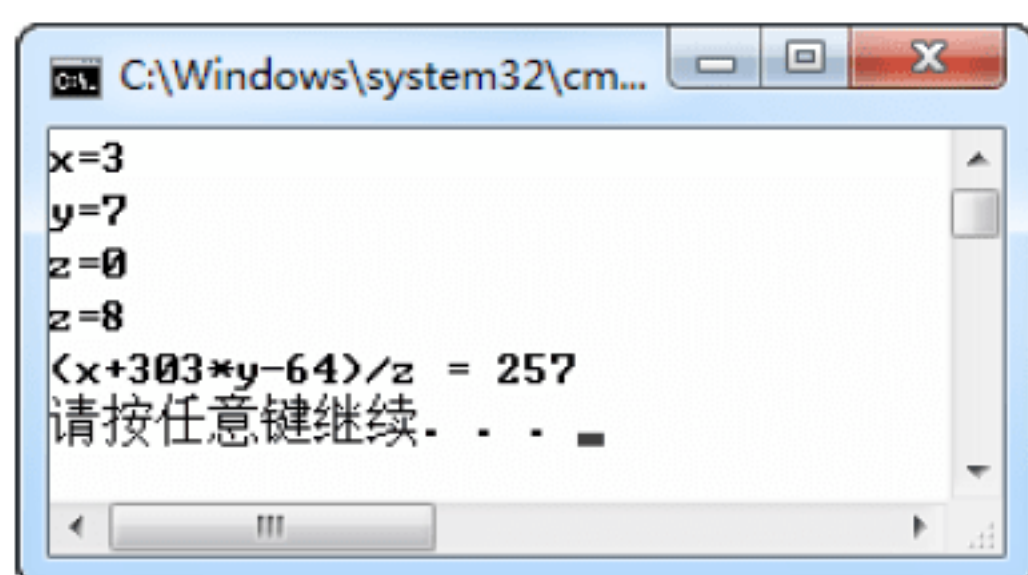 C:\Windows\system32\cm...
x=3
y=7
z=0
z=8
(x+303*y-64)/z = 257
请按任意键继续. . .